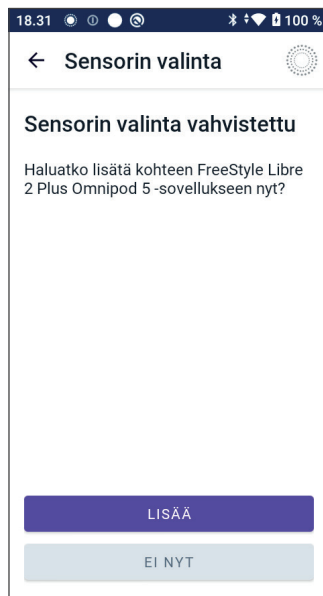 18.31 100 %
Sensorin valinta
Sensorin valinta vahvistettu
Haluatko lisätä kohteen FreeStyle Libre
2 Plus Omnipod 5 -sovellukseen nyt?
LISÄÄ
EI NYT